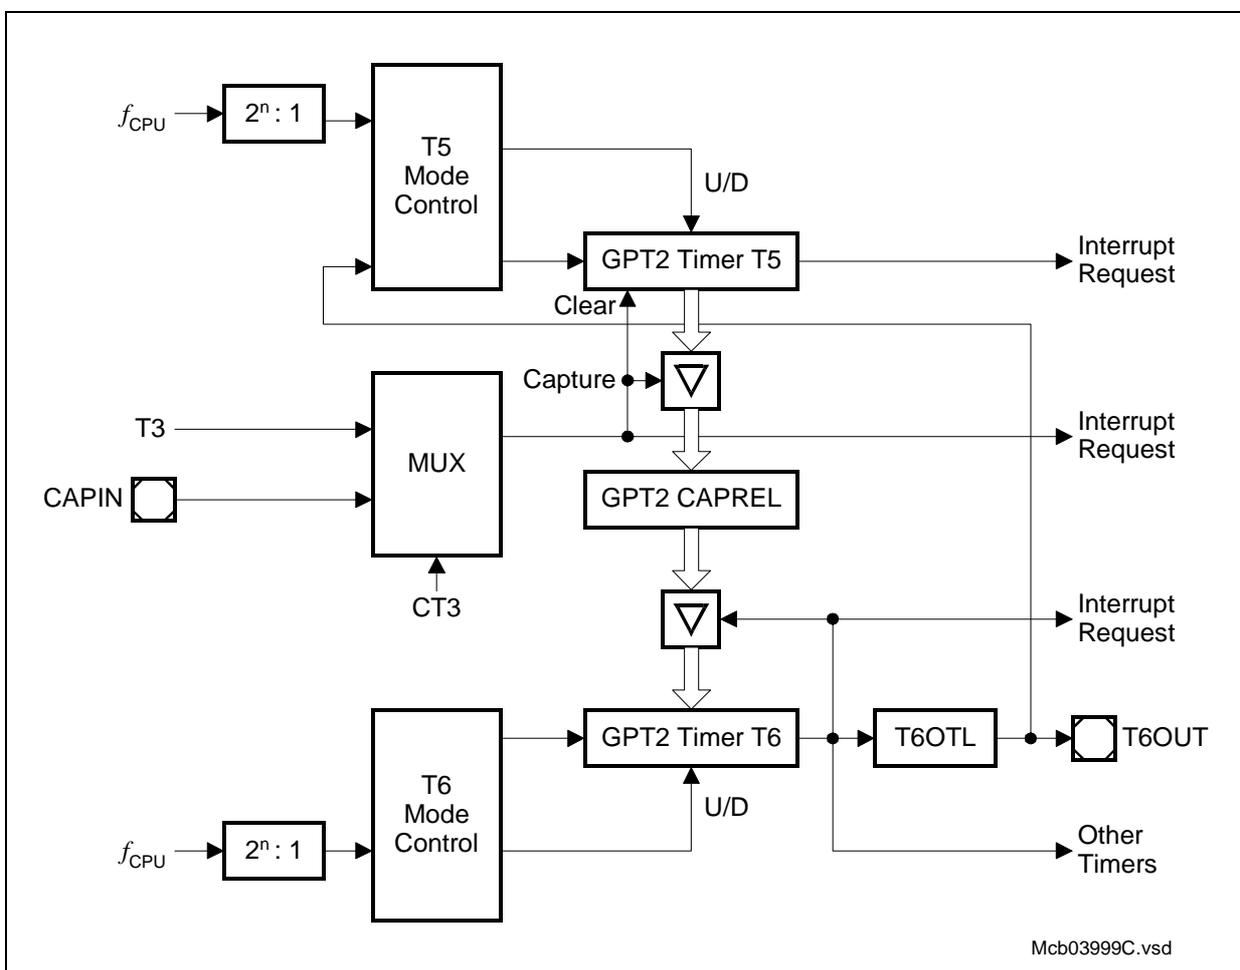 fCPU
2ⁿ : 1
T5
Mode
Control
U/D
GPT2 Timer T5
Interrupt
Request
Clear
Capture
T3
MUX
Interrupt
Request
CAPIN
GPT2 CAPREL
CT3
Interrupt
Request
GPT2 Timer T6
T6OTL
T6OUT
T6
Mode
Control
U/D
fCPU
2ⁿ : 1
Other
Timers
Mcb03999C.vsd